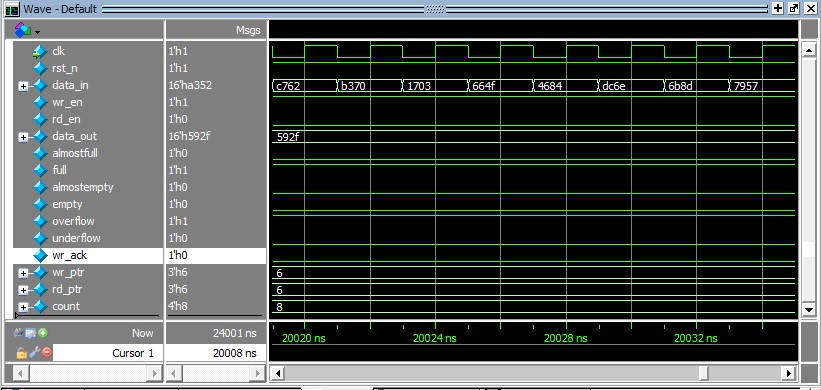 Wave - Default
Msgs
clk 1'h1
rst_n 1'h1
data_in 16'ha352 c762 b370 1703 664f 4684 dc6e 6b8d 7957
wr_en 1'h1
rd_en 1'h0
data_out 16'h592f 592f
almostfull 1'h0
full 1'h1
almostempty 1'h0
empty 1'h0
overflow 1'h1
underflow 1'h0
wr_ack 1'h0
wr_ptr 3'h6 6
rd_ptr 3'h6 6
count 4'h8 8
Now 24001 ns 20020 ns 20024 ns 20028 ns 20032 ns
Cursor 1 20008 ns